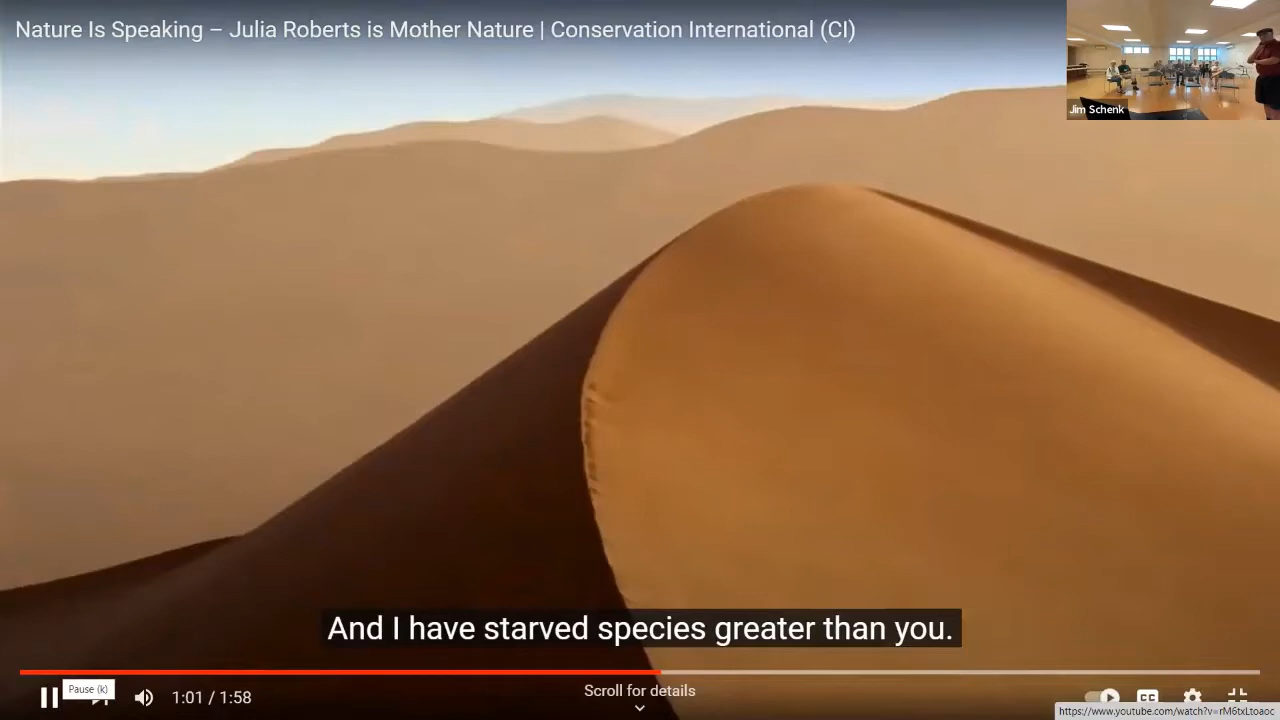 Nature Is Speaking – Julia Roberts is Mother Nature | Conservation International (CI)
Jim Schenk
And I have starved species greater than you.
Pause (k)
1:01 / 1:58
Scroll for details
CC
https://www.youtube.com/watch?v=rM6txLtoaoc